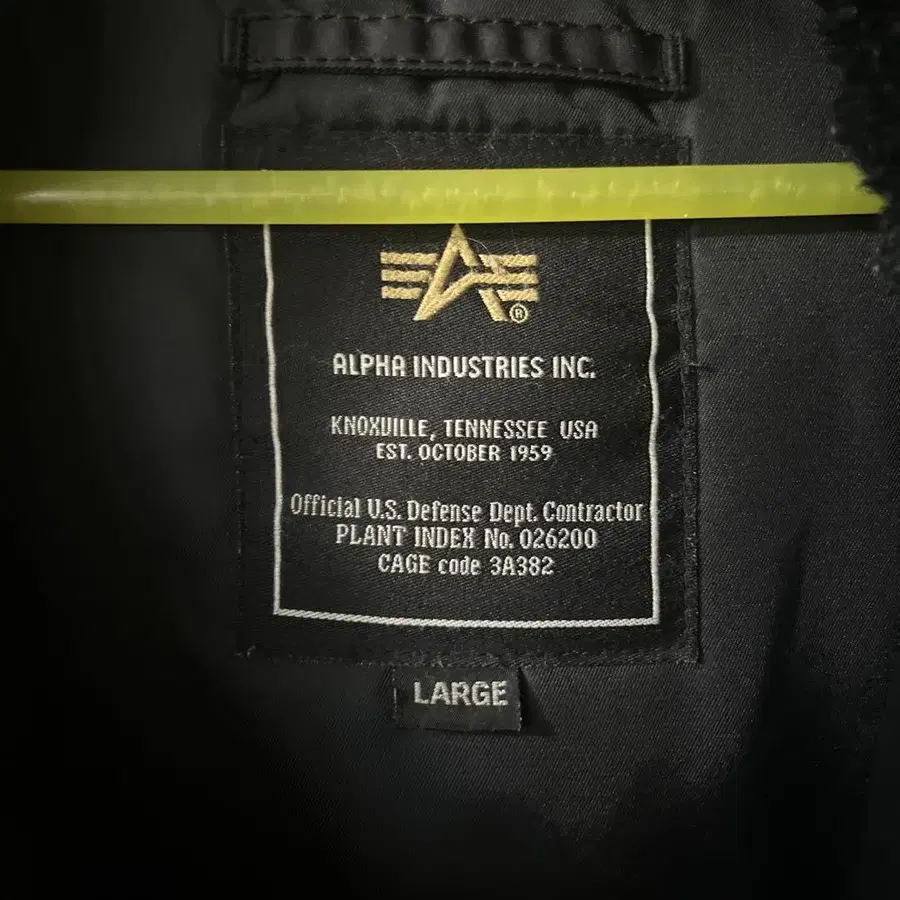 ®
ALPHA INDUSTRIES INC.
KNOXVILLE, TENNESSEE USA
EST. OCTOBER 1959
Official U.S. Defense Dept. Contractor
PLANT INDEX No. 026200
CAGE code 3A382
LARGE